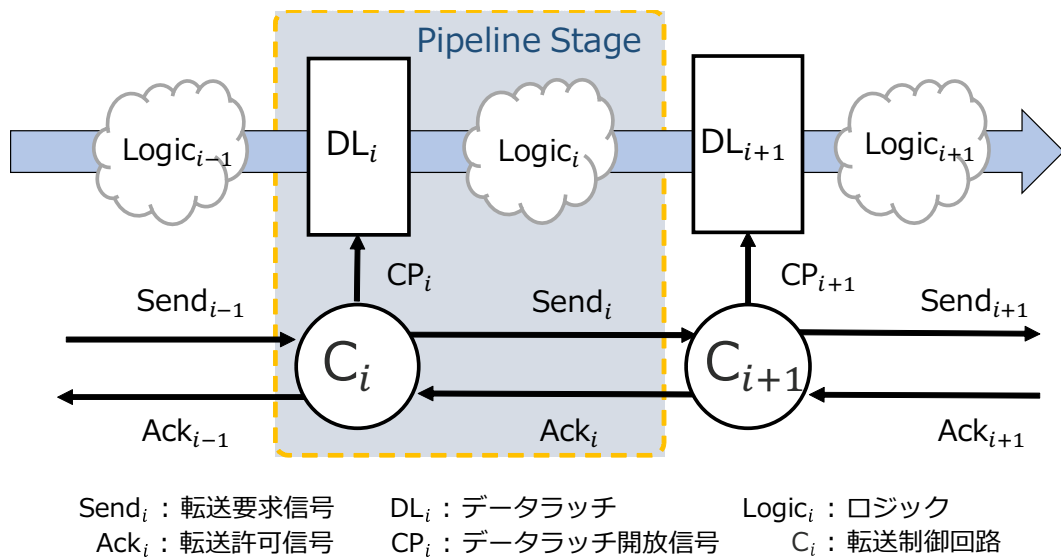 Pipeline Stage
Logic_{i-1} DL_i Logic_i DL_{i+1} Logic_{i+1}
CP_i CP_{i+1}
Send_{i-1} Send_i Send_{i+1}
C_i C_{i+1}
Ack_{i-1} Ack_i Ack_{i+1}
Send_i : 転送要求信号 DL_i : データラッチ Logic_i : ロジック
Ack_i : 転送許可信号 CP_i : データラッチ開放信号 C_i : 転送制御回路